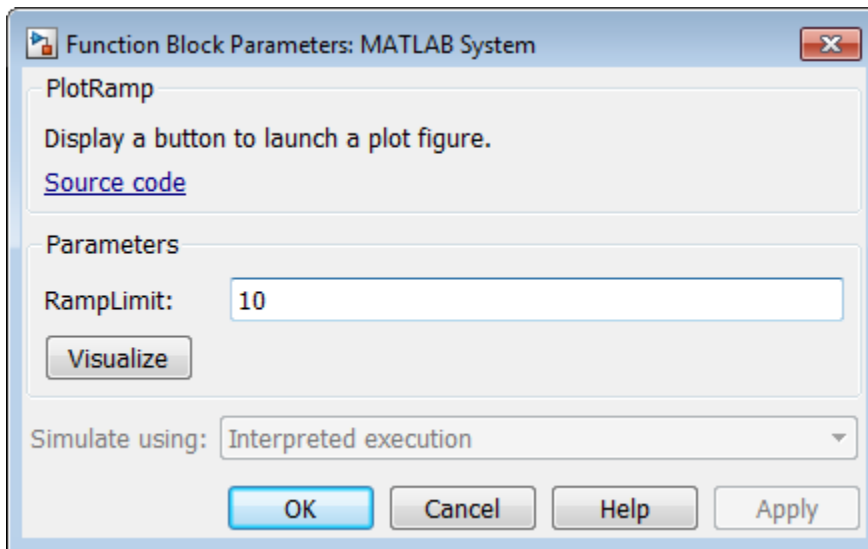 Function Block Parameters: MATLAB System
PlotRamp
Display a button to launch a plot figure.
Source code
Parameters
RampLimit: 10
Visualize
Simulate using: Interpreted execution
OK Cancel Help Apply